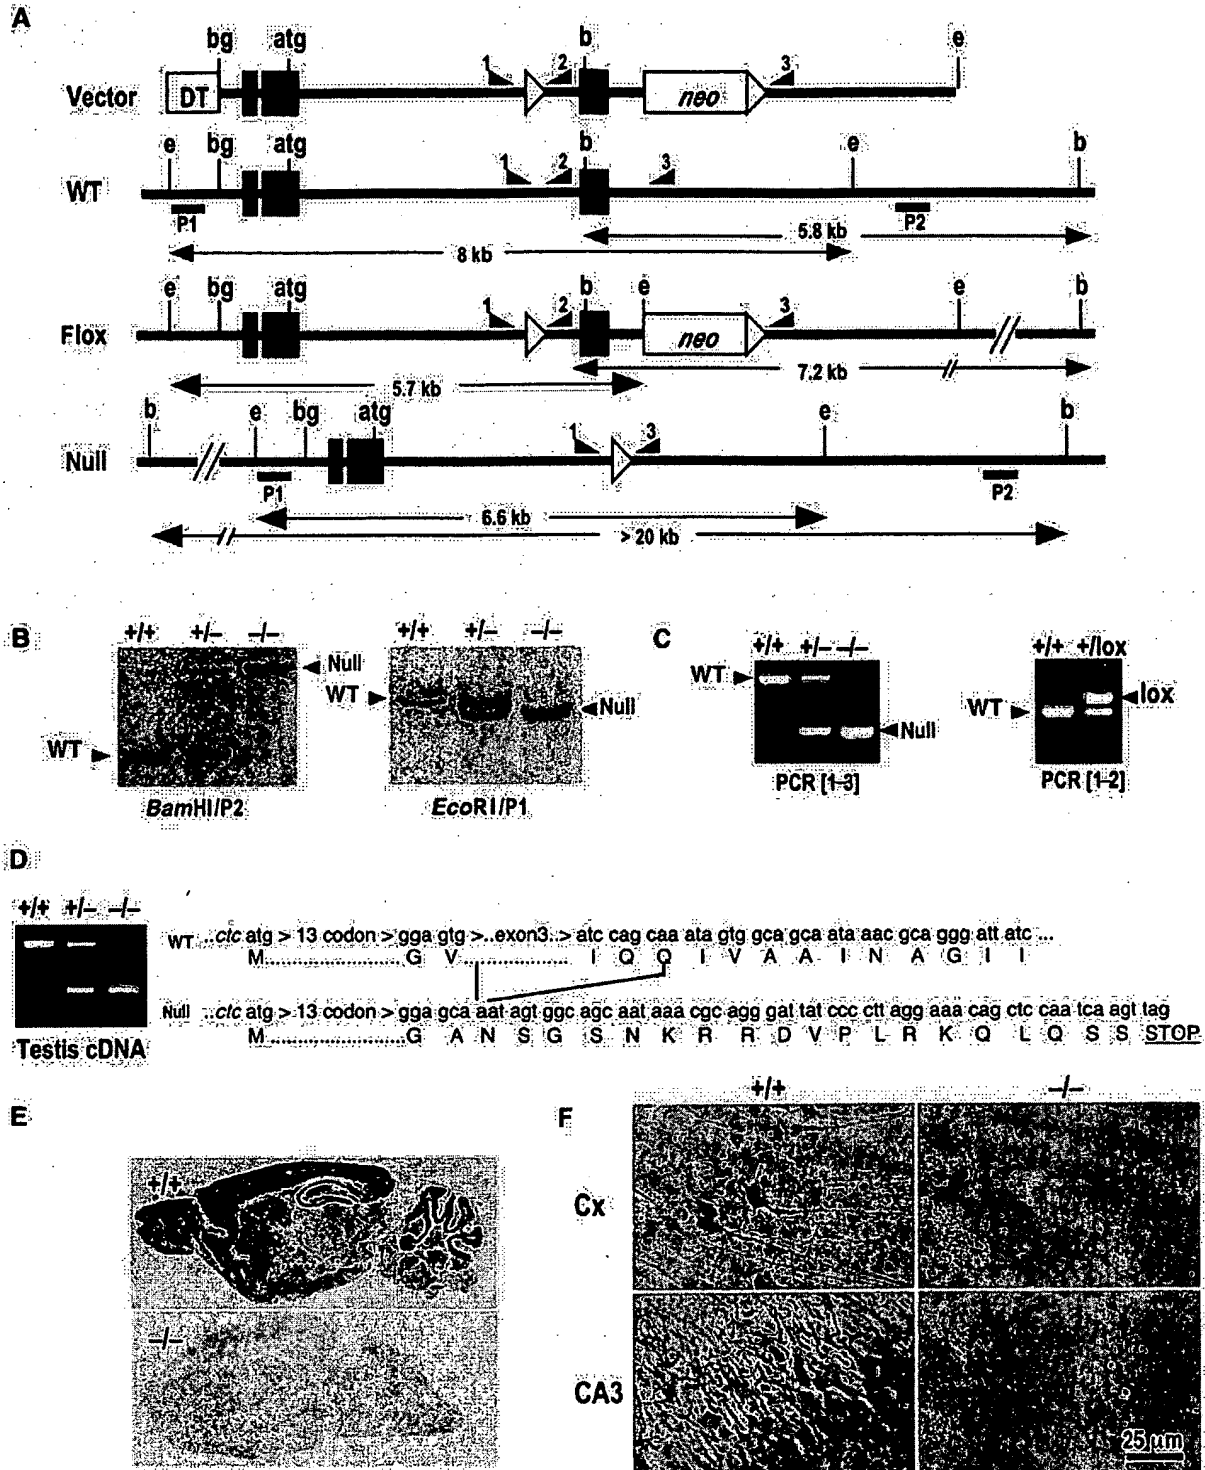 A
bg atg 1 2 b 3 e
Vector DT neo
e bg atg 1 2 b 3 e b
WT
P1 P2
5.8 kb
8 kb
e bg atg 1 2 b e 3 e b
Flox neo
7.2 kb
5.7 kb
b e bg atg 1 3 e b
Null
P1 P2
6.6 kb
> 20 kb
B
+/+ +/– –/–
Null
WT
BamHI/P2
+/+ +/– –/–
WT
Null
EcoRI/P1
C
+/+ +/– –/–
WT
Null
PCR [1-3]
+/+ +/lox
lox
WT
PCR [1-2]
D
+/+ +/– –/–
Testis cDNA
WT ..ctc atg > 13 codon > gga gtg >..exon3..> atc cag caa ata gtg gca gca ata aac gca ggg att atc ...
M.......................G V.................. I Q Q I V A A I N A G I I
Null ..ctc atg > 13 codon > gga gca aat agt ggc agc aat aaa cgc agg gat tat ccc ctt agg aaa cag ctc caa tca agt tag
M.......................G A N S G S N K R R D V P L R K Q L Q S S STOP
E
+/+
–/–
F
+/+ –/–
Cx
CA3
25 µm